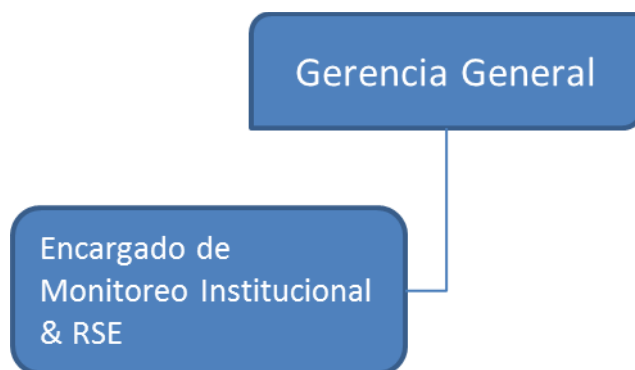 Gerencia General
Encargado de
Monitoreo Institucional
& RSE